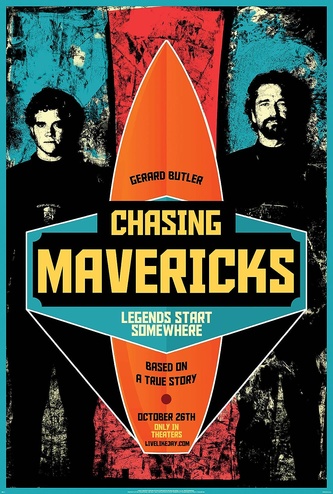 GERARD BUTLER
CHASING
MAVERICKS
LEGENDS START
SOMEWHERE
BASED ON
A TRUE STORY
OCTOBER 26TH
ONLY IN
THEATERS
LIVELIKEJAY.COM